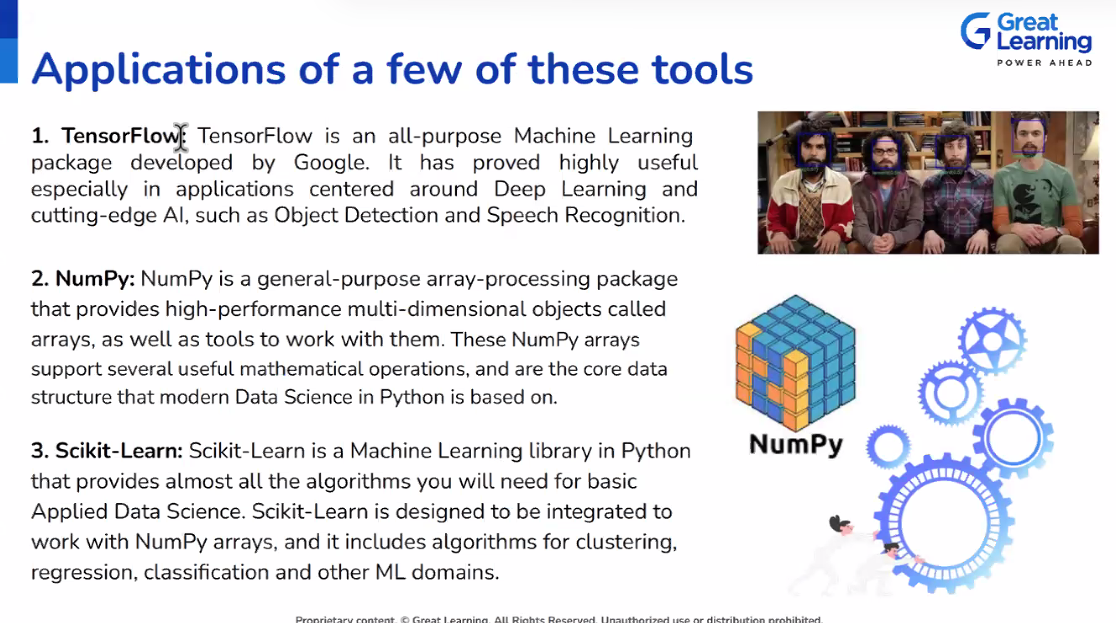 Great
Learning
POWER AHEAD
Applications of a few of these tools
1. TensorFlow: TensorFlow is an all-purpose Machine Learning
package developed by Google. It has proved highly useful
especially in applications centered around Deep Learning and
cutting-edge AI, such as Object Detection and Speech Recognition.
2. NumPy: NumPy is a general-purpose array-processing package
that provides high-performance multi-dimensional objects called
arrays, as well as tools to work with them. These NumPy arrays
support several useful mathematical operations, and are the core data
structure that modern Data Science in Python is based on.
NumPy
3. Scikit-Learn: Scikit-Learn is a Machine Learning library in Python
that provides almost all the algorithms you will need for basic
Applied Data Science. Scikit-Learn is designed to be integrated to
work with NumPy arrays, and it includes algorithms for clustering,
regression, classification and other ML domains.
Proprietary content. © Great Learning. All Rights Reserved. Unauthorized use or distribution prohibited.